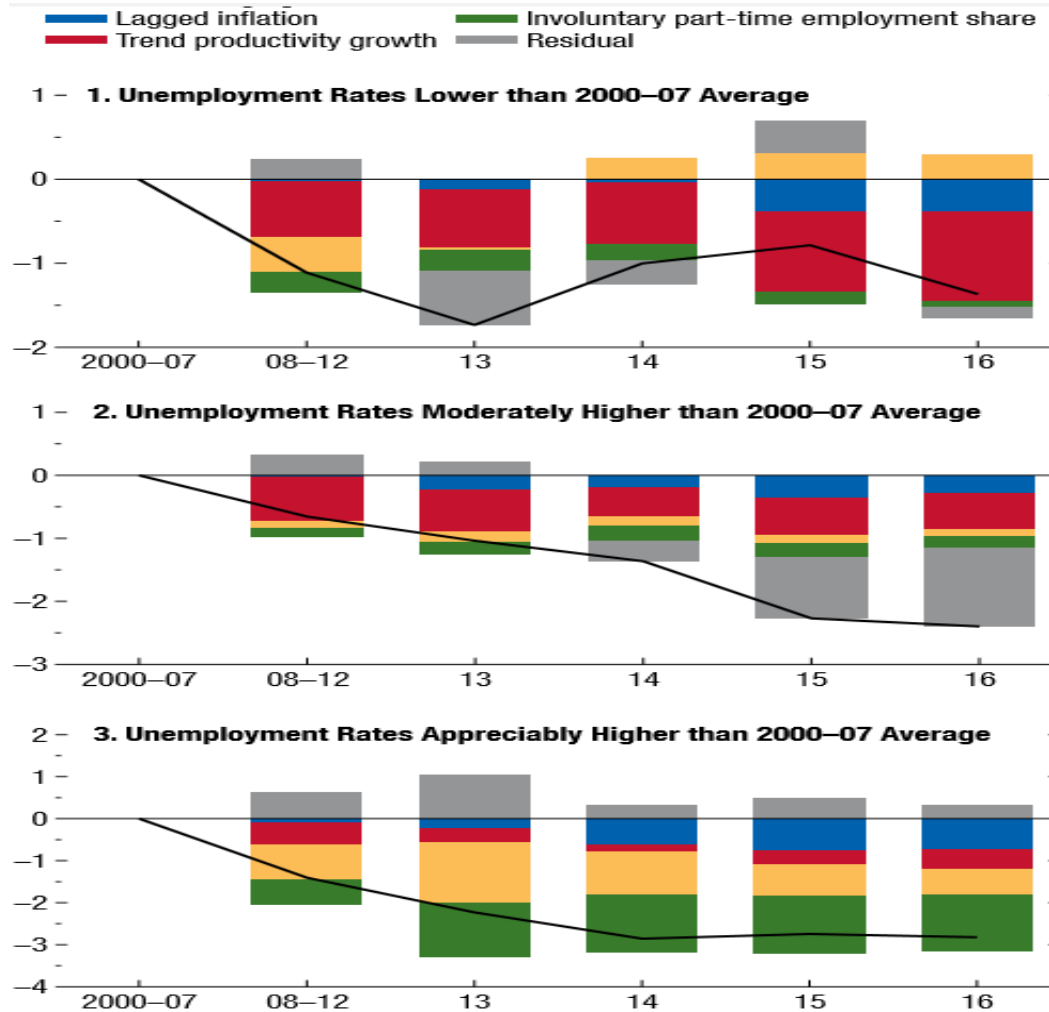 Lagged inflation
Involuntary part-time employment share
Trend productivity growth
Residual
1
1. Unemployment Rates Lower than 2000–07 Average
0
–1
–2
2000–07 08–12 13 14 15 16
1
2. Unemployment Rates Moderately Higher than 2000–07 Average
0
–1
–2
–3
2000–07 08–12 13 14 15 16
2
3. Unemployment Rates Appreciably Higher than 2000–07 Average
1
0
–1
–2
–3
–4
2000–07 08–12 13 14 15 16